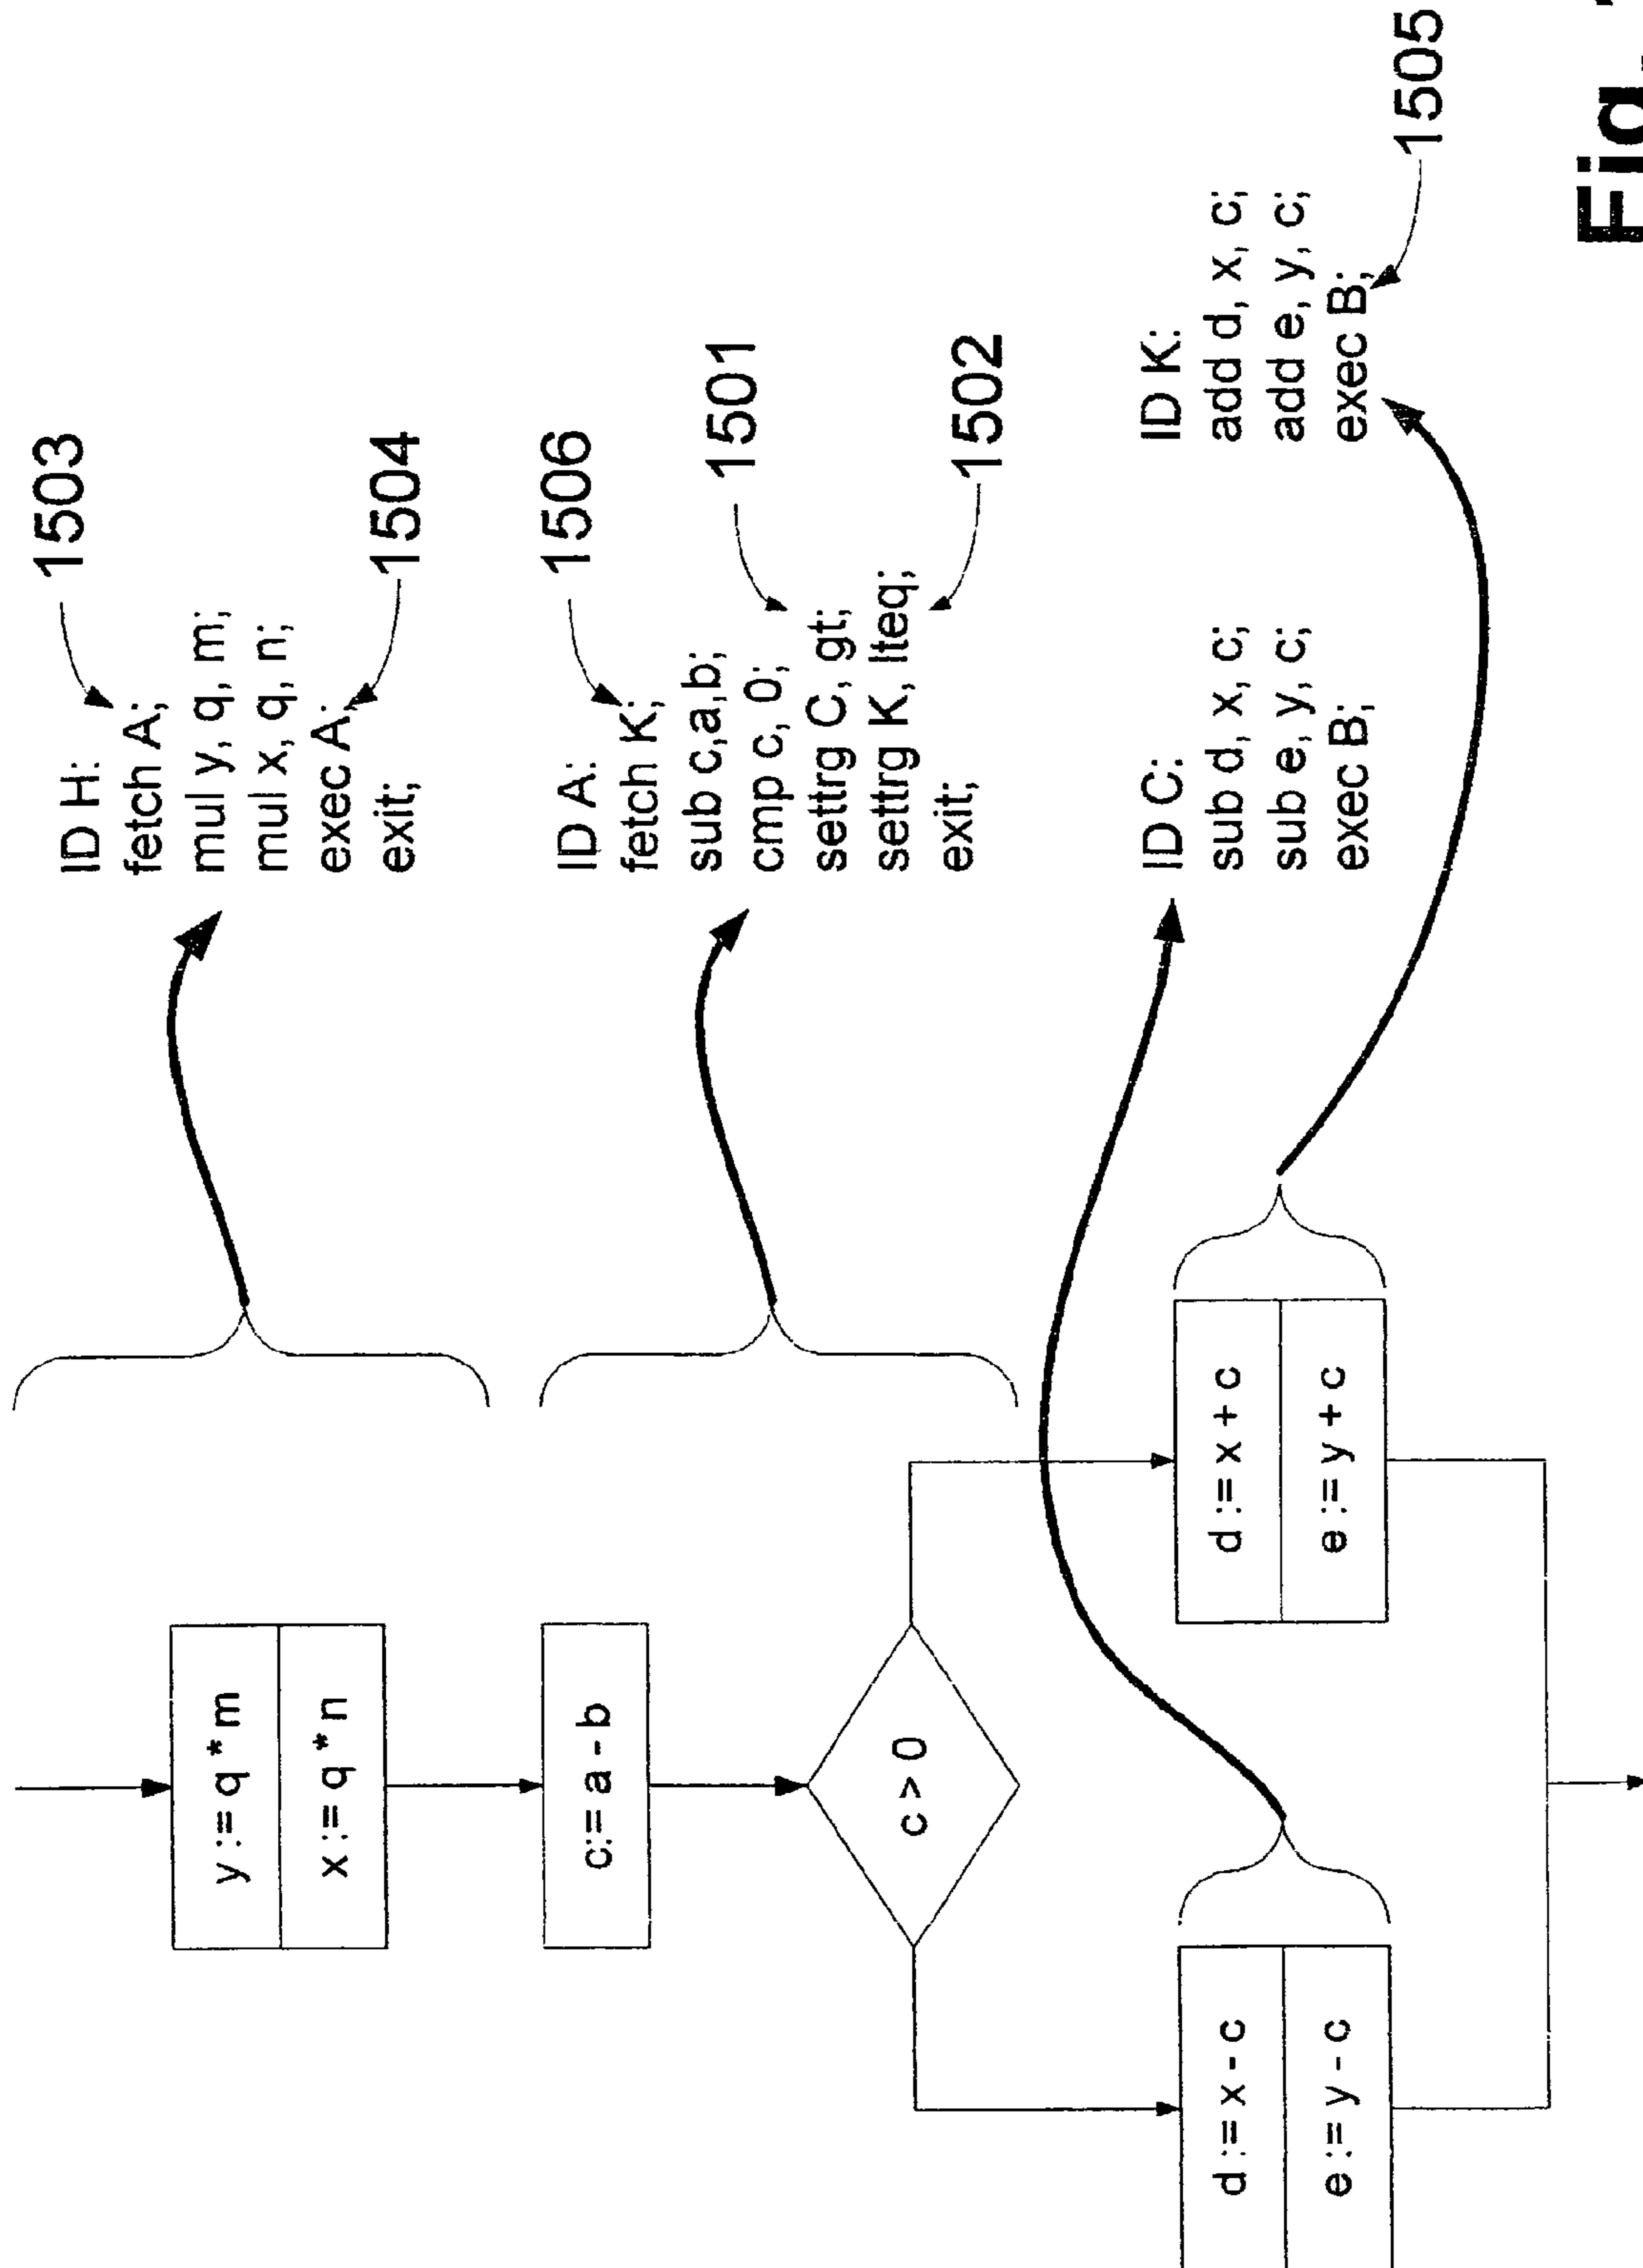 y := q * m
x := q * n
c:= a - b
c > 0
d := x - c
e := y - c
d := x + c
e := y + c
1503
ID H:
fetch A;
mul y, q, m;
mul x, q, n;
exec A;
exit;
1504
1506
ID A:
fetch K;
sub c,a,b;
cmp c, 0;
settrg C, gt;
settrg K, lteq;
exit;
1501
1502
ID C:
sub d, x, c;
sub e, y, c;
exec B;
ID K:
add d, x, c;
add e, y, c;
exec B;
1505
Fig.